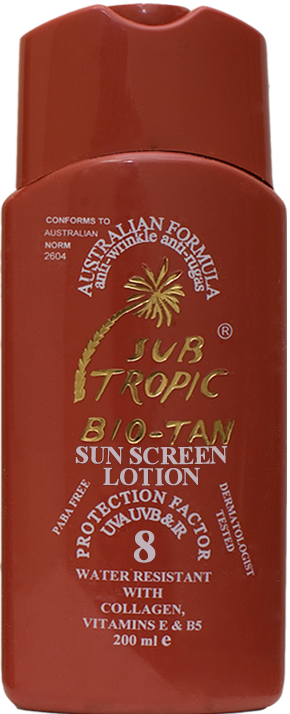 CONFORMS TO
AUSTRALIAN
NORM
2604
AUSTRALIAN FORMULA
anti-wrinkle anti-rugas
SUB ®
TROPIC
BIO-TAN
SUN SCREEN
LOTION
PABA FREE
PROTECTION FACTOR
UVA UVB & IR
DERMATOLOGIST
TESTED
8
WATER RESISTANT
WITH
COLLAGEN,
VITAMINS E & B5
200 ml e